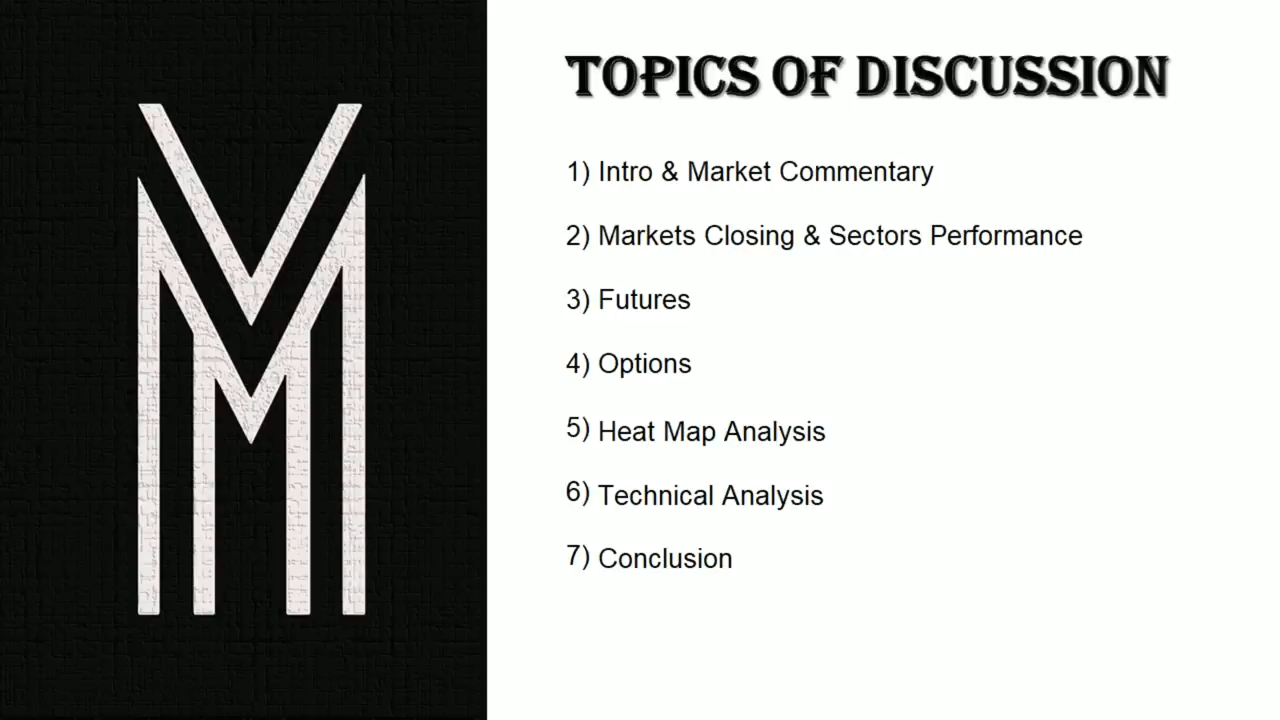 TOPICS OF DISCUSSION
1) Intro & Market Commentary
2) Markets Closing & Sectors Performance
3) Futures
4) Options
5) Heat Map Analysis
6) Technical Analysis
7) Conclusion